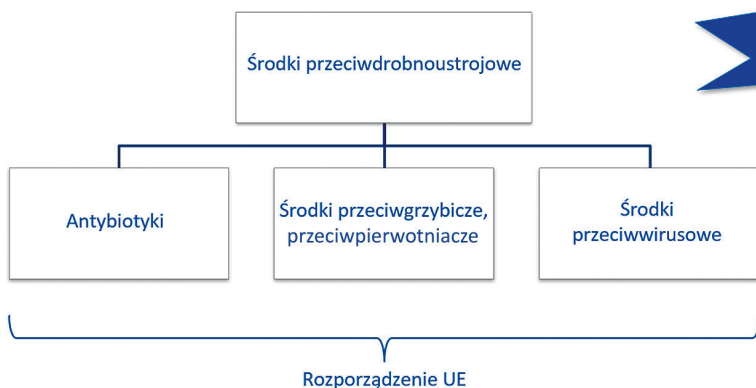 Środki przeciwdrobnoustrojowe
Antybiotyki
Środki przeciwgrzybicze,
przeciwpierwotniacze
Środki
przeciwwirusowe
Rozporządzenie UE